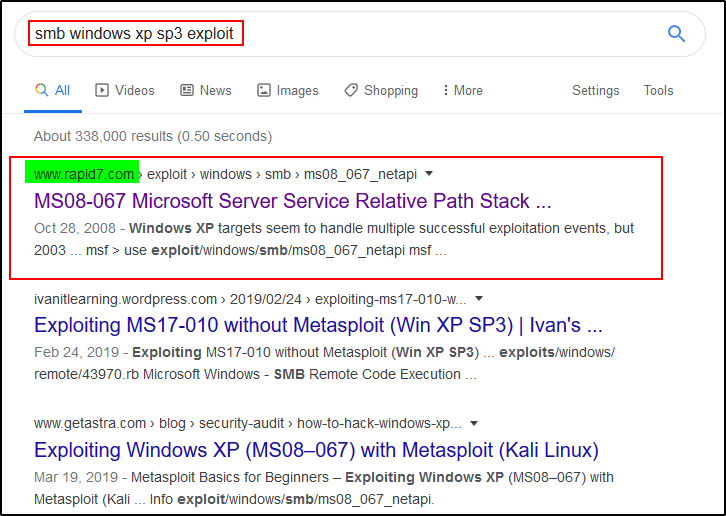 smb windows xp sp3 exploit
All Videos News Images Shopping More Settings Tools
About 338,000 results (0.50 seconds)
www.rapid7.com › exploit › windows › smb › ms08_067_netapi
MS08-067 Microsoft Server Service Relative Path Stack ...
Oct 28, 2008 - Windows XP targets seem to handle multiple successful exploitation events, but
2003 ... msf > use exploit/windows/smb/ms08_067_netapi msf ...
ivanitlearning.wordpress.com › 2019/02/24 › exploiting-ms17-010-w...
Exploiting MS17-010 without Metasploit (Win XP SP3) | Ivan's ...
Feb 24, 2019 - Exploiting MS17-010 without Metasploit (Win XP SP3) ... exploits/windows/
remote/43970.rb Microsoft Windows - SMB Remote Code Execution ...
www.getastra.com › blog › security-audit › how-to-hack-windows-xp...
Exploiting Windows XP (MS08–067) with Metasploit (Kali Linux)
Mar 19, 2019 - Metasploit Basics for Beginners – Exploiting Windows XP (MS08–067) with
Metasploit (Kali ... Info exploit/windows/smb/ms08_067_netapi.